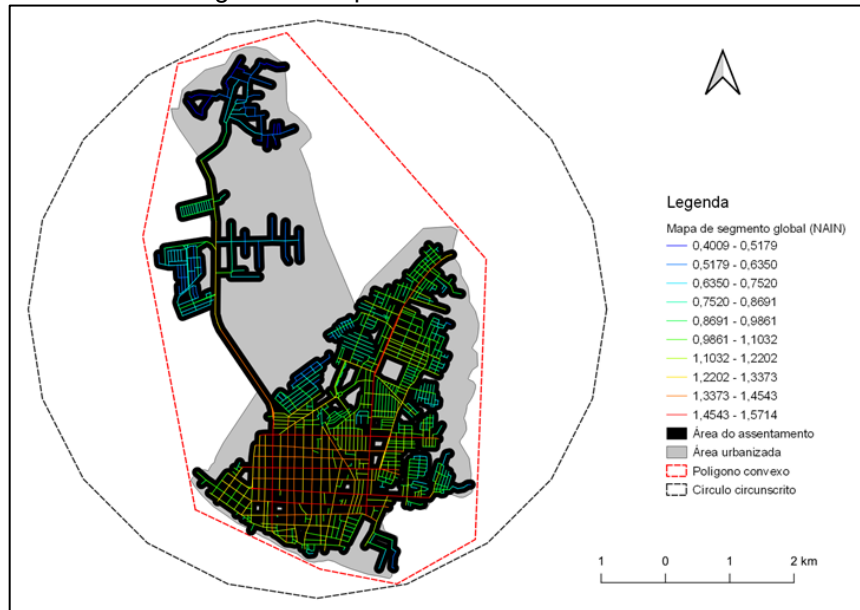 Legenda
Mapa de segmento global (NAIN)
0,4009 - 0,5179
0,5179 - 0,6350
0,6350 - 0,7520
0,7520 - 0,8691
0,8691 - 0,9861
0,9861 - 1,1032
1,1032 - 1,2202
1,2202 - 1,3373
1,3373 - 1,4543
1,4543 - 1,5714
Área do assentamento
Área urbanizada
Poligono convexo
Circulo circunscrito
1 0 1 2 km